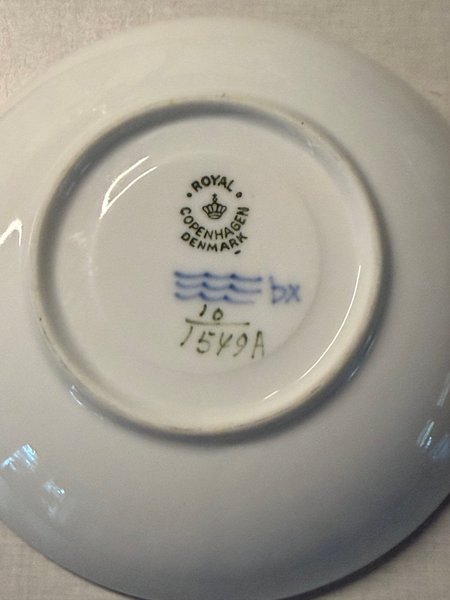 ROYAL
COPENHAGEN
DENMARK
bx
10
1549A